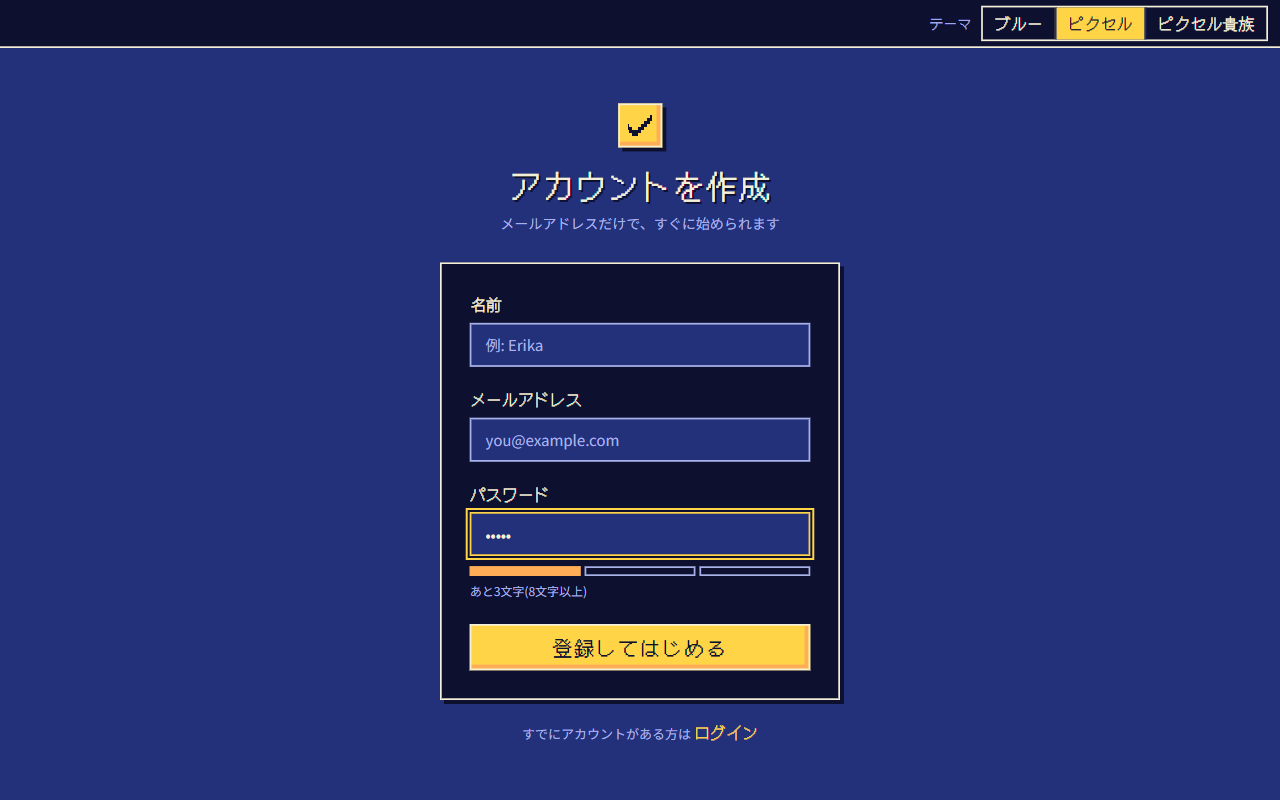 テーマ ブルー ピクセル ピクセル貴族
アカウントを作成
メールアドレスだけで、すぐに始められます
名前
例: Erika
メールアドレス
you@example.com
パスワード
•••••
あと3文字(8文字以上)
登録してはじめる
すでにアカウントがある方は ログイン